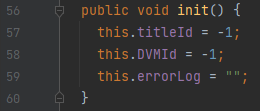 56 public void init() {
57 this.titleId = -1;
58 this.DVMId = -1;
59 this.errorLog = "";
60 }